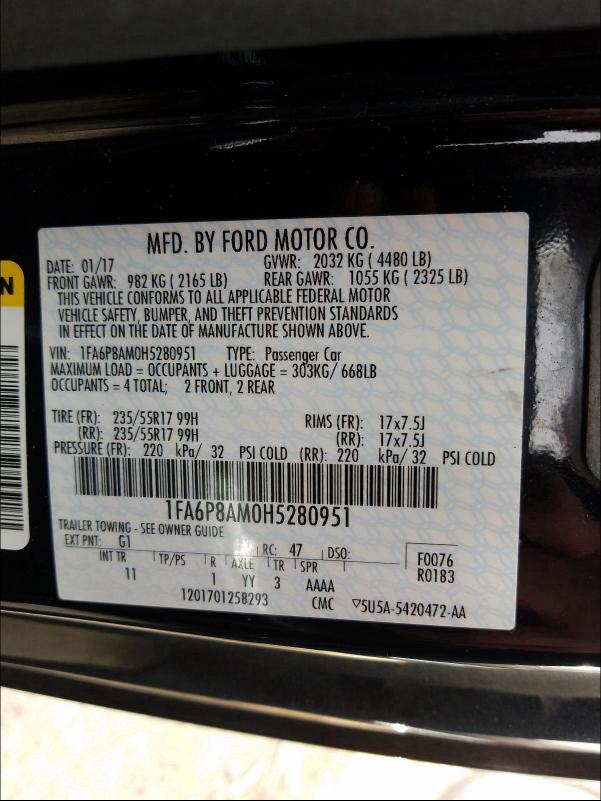 MFD. BY FORD MOTOR CO.
DATE: 01/17 GVWR: 2032 KG ( 4480 LB)
FRONT GAWR: 982 KG ( 2165 LB) REAR GAWR: 1055 KG ( 2325 LB)
THIS VEHICLE CONFORMS TO ALL APPLICABLE FEDERAL MOTOR
VEHICLE SAFETY, BUMPER, AND THEFT PREVENTION STANDARDS
IN EFFECT ON THE DATE OF MANUFACTURE SHOWN ABOVE.
VIN: 1FA6P8AM0H5280951 TYPE: Passenger Car
MAXIMUM LOAD = OCCUPANTS + LUGGAGE = 303KG/ 668LB
OCCUPANTS = 4 TOTAL; 2 FRONT, 2 REAR
TIRE (FR): 235/55R17 99H RIMS (FR): 17x7.5J
(RR): 235/55R17 99H (RR): 17x7.5J
PRESSURE (FR): 220 kPa/ 32 PSI COLD (RR): 220 kPa/ 32 PSI COLD
1FA6P8AM0H5280951
TRAILER TOWING - SEE OWNER GUIDE
EXT PNT: G1 RC: 47 DSO: F0076
INT TR TP/PS R AXLE TR SPR R0183
11 1 YY 3 AAAA
1201701258293 CMC ▽5U5A-5420472-AA
N